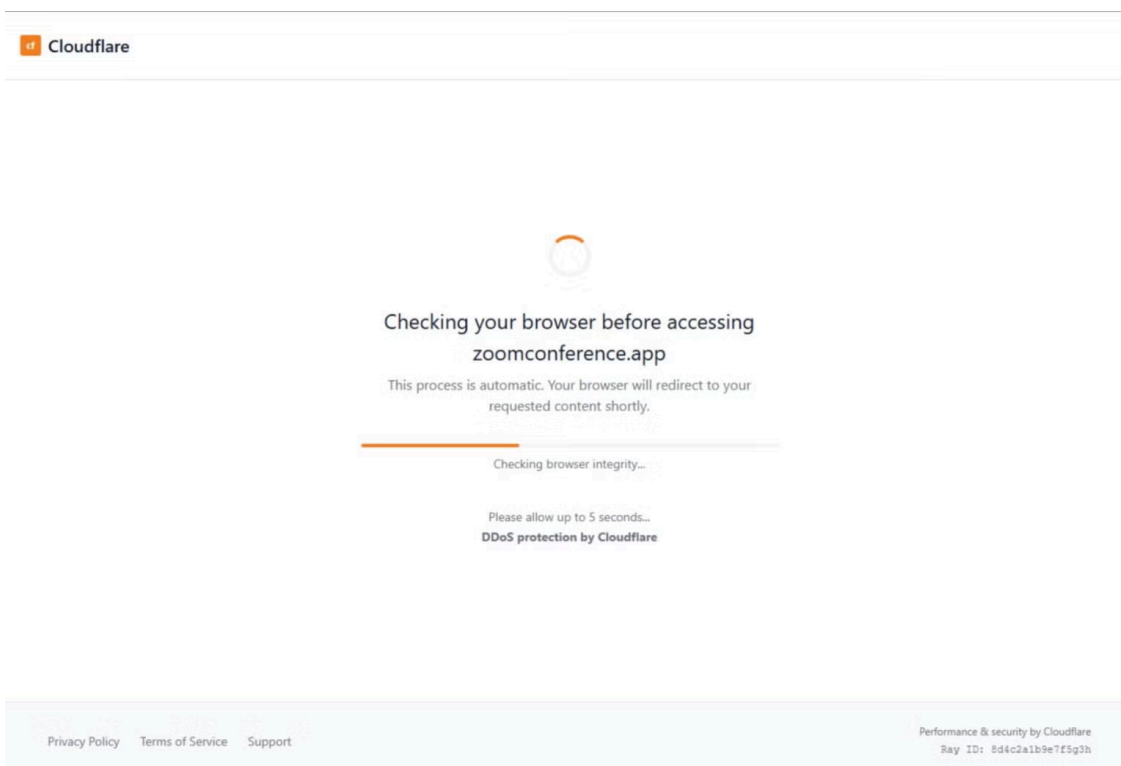 cf Cloudflare
Checking your browser before accessing
zoomconference.app
This process is automatic. Your browser will redirect to your
requested content shortly.
Checking browser integrity...
Please allow up to 5 seconds...
DDoS protection by Cloudflare
Privacy Policy Terms of Service Support
Performance & security by Cloudflare
Ray ID: 8d4c2a1b9e7f5g3h